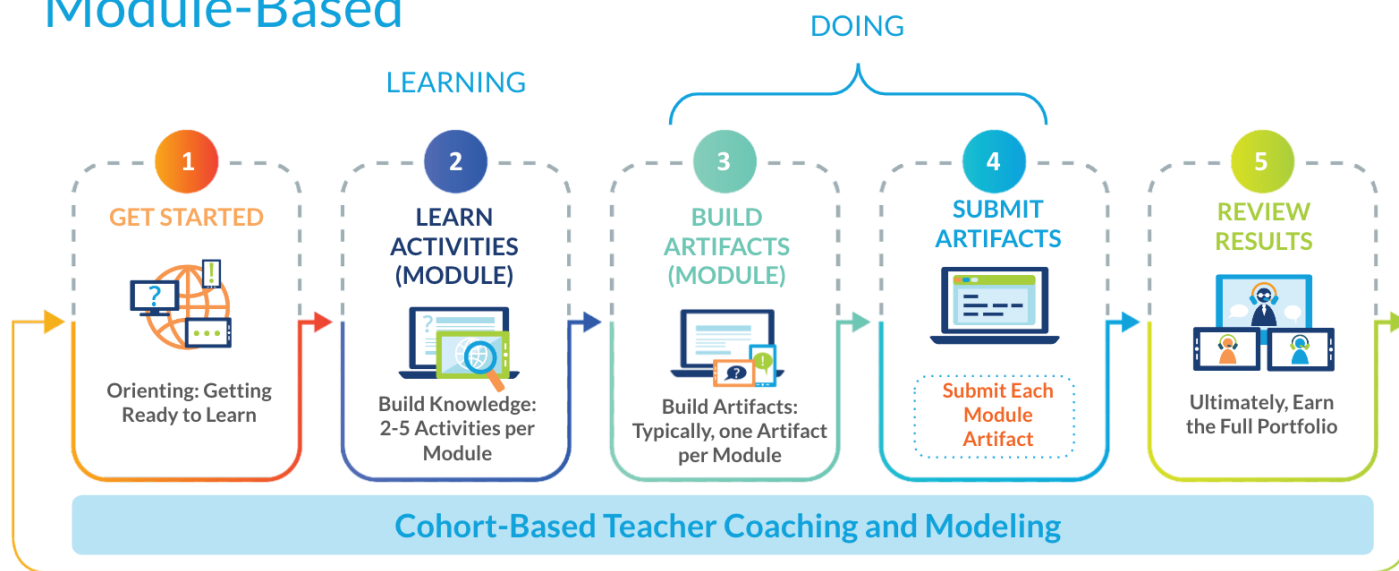 Module-Based
DOING
LEARNING
1
GET STARTED
Orienting: Getting
Ready to Learn
2
LEARN
ACTIVITIES
(MODULE)
?
Build Knowledge:
2-5 Activities per
Module
3
BUILD
ARTIFACTS
(MODULE)
? !
Build Artifacts:
Typically, one Artifact
per Module
4
SUBMIT
ARTIFACTS
Submit Each
Module
Artifact
5
REVIEW
RESULTS
Ultimately, Earn
the Full Portfolio
Cohort-Based Teacher Coaching and Modeling